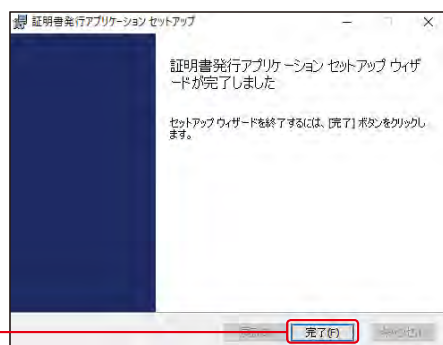 証明書発行アプリケーション セットアップ
証明書発行アプリケーション セットアップ ウィザ
ードが完了しました
セットアップ ウィザードを終了するには、[完了] ボタンをクリックし
ます。
完了(F)